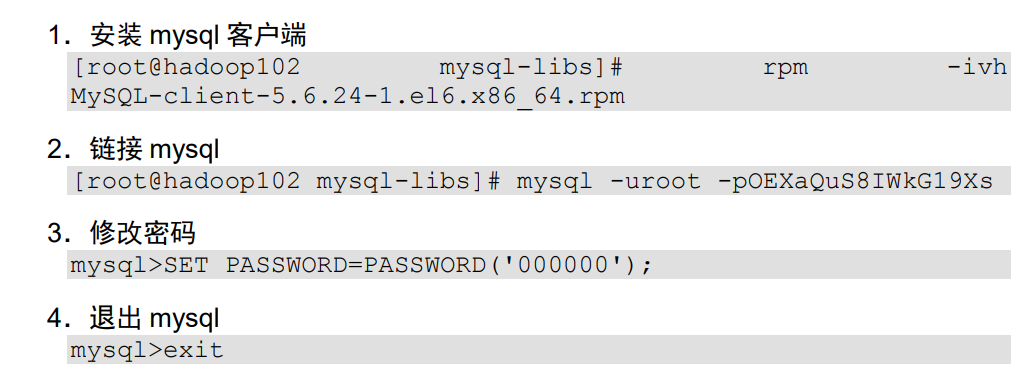 1．安装 mysql 客户端
[root@hadoop102 mysql-libs]# rpm -ivh
MySQL-client-5.6.24-1.el6.x86_64.rpm
2．链接 mysql
[root@hadoop102 mysql-libs]# mysql -uroot -pOEXaQuS8IWkG19Xs
3．修改密码
mysql>SET PASSWORD=PASSWORD('000000');
4．退出 mysql
mysql>exit